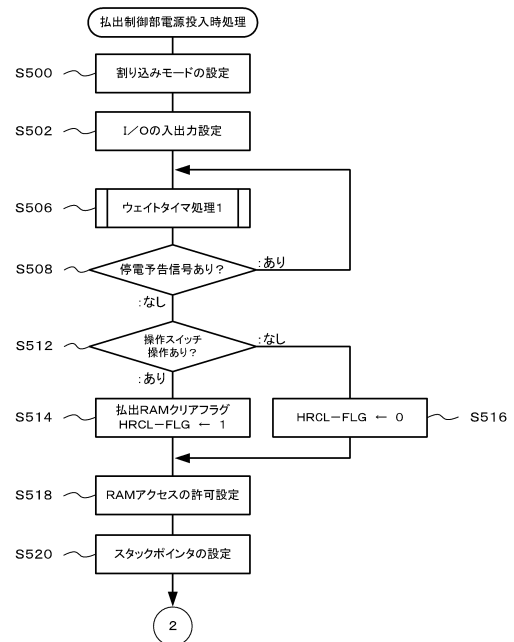 払出制御部電源投入時処理
S500
割り込みモードの設定
S502
I／Oの入出力設定
S506
ウェイトタイマ処理1
S508
停電予告信号あり？
：あり
：なし
S512
操作スイッチ
操作あり？
：なし
：あり
S514
払出RAMクリアフラグ
HRCL－FLG ← 1
HRCL－FLG ← 0
S516
S518
RAMアクセスの許可設定
S520
スタックポインタの設定
2